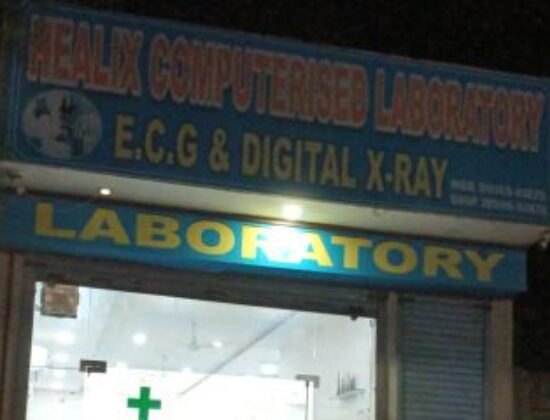 HEALIX COMPUTERISED LABORATORY
E.C.G & DIGITAL X-RAY
LABORATORY